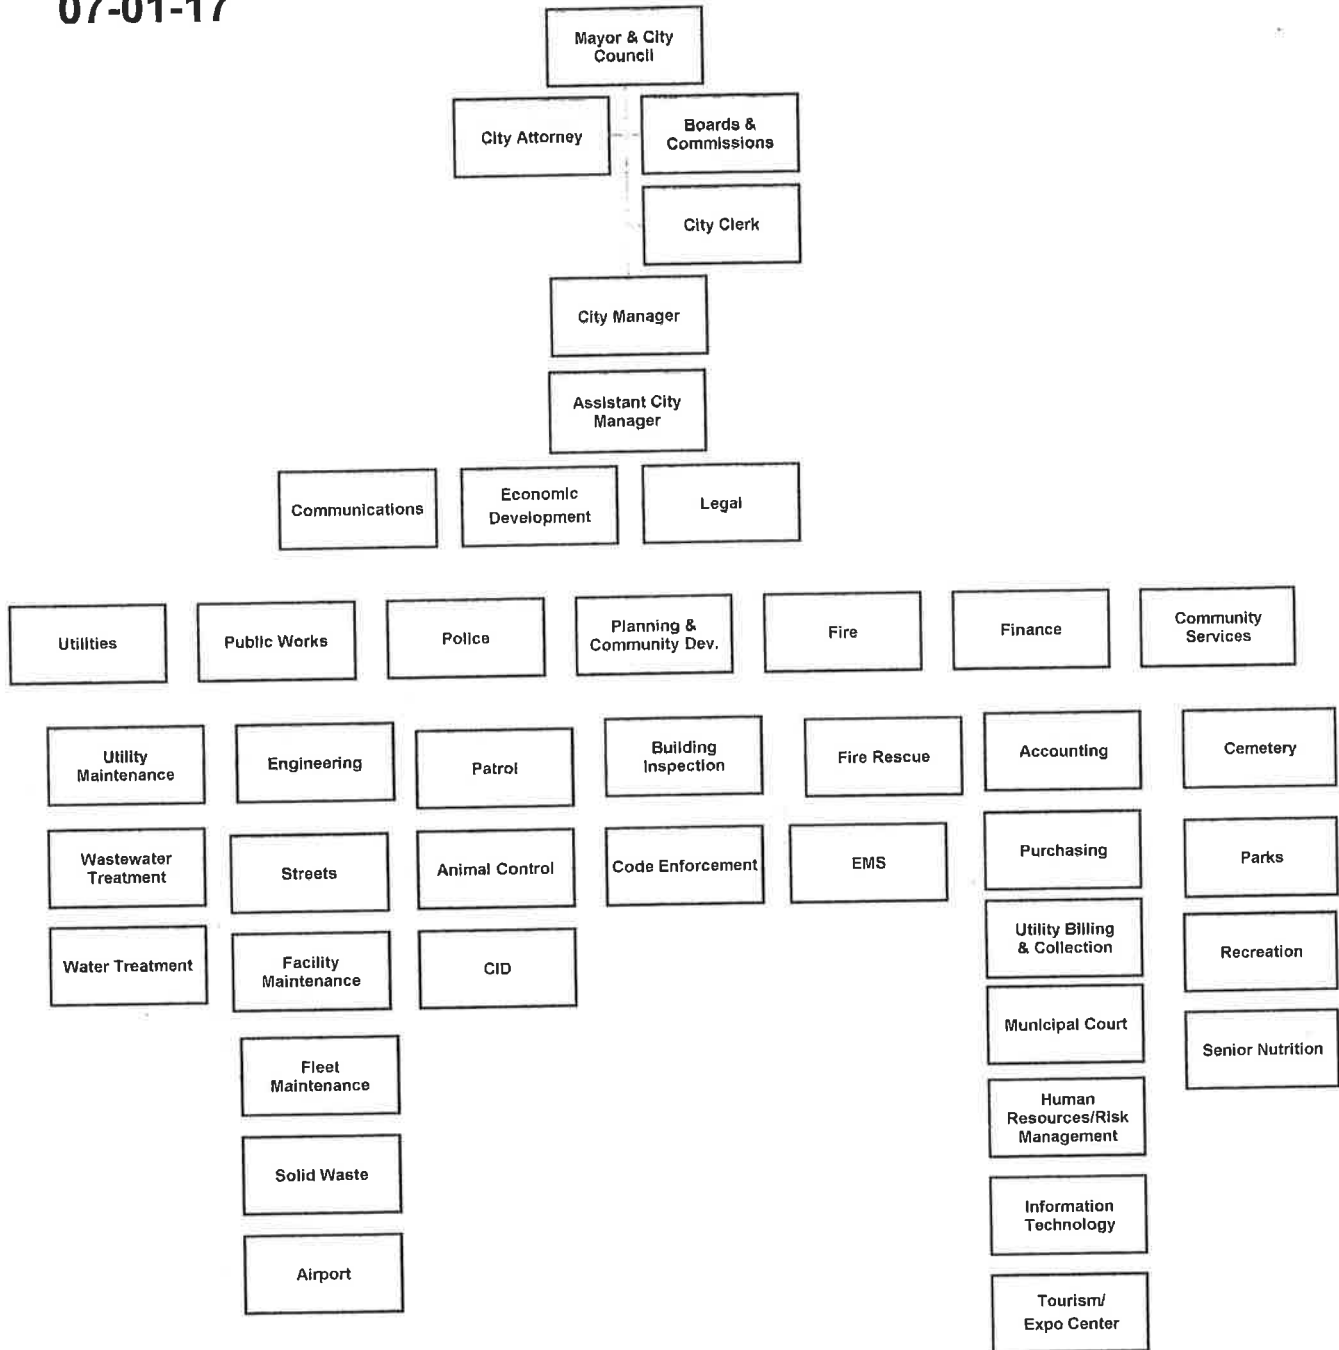 07-01-17
Mayor & City
Council
City Attorney
Boards &
Commissions
City Clerk
City Manager
Assistant City
Manager
Communications
Economic
Development
Legal
Utilities
Public Works
Police
Planning &
Community Dev.
Fire
Finance
Community
Services
Utility
Maintenance
Engineering
Patrol
Building
Inspection
Fire Rescue
Accounting
Cemetery
Wastewater
Treatment
Streets
Animal Control
Code Enforcement
EMS
Purchasing
Parks
Water Treatment
Facility
Maintenance
CID
Utility Billing
& Collection
Recreation
Fleet
Maintenance
Municipal Court
Senior Nutrition
Solid Waste
Human
Resources/Risk
Management
Airport
Information
Technology
Tourism/
Expo Center